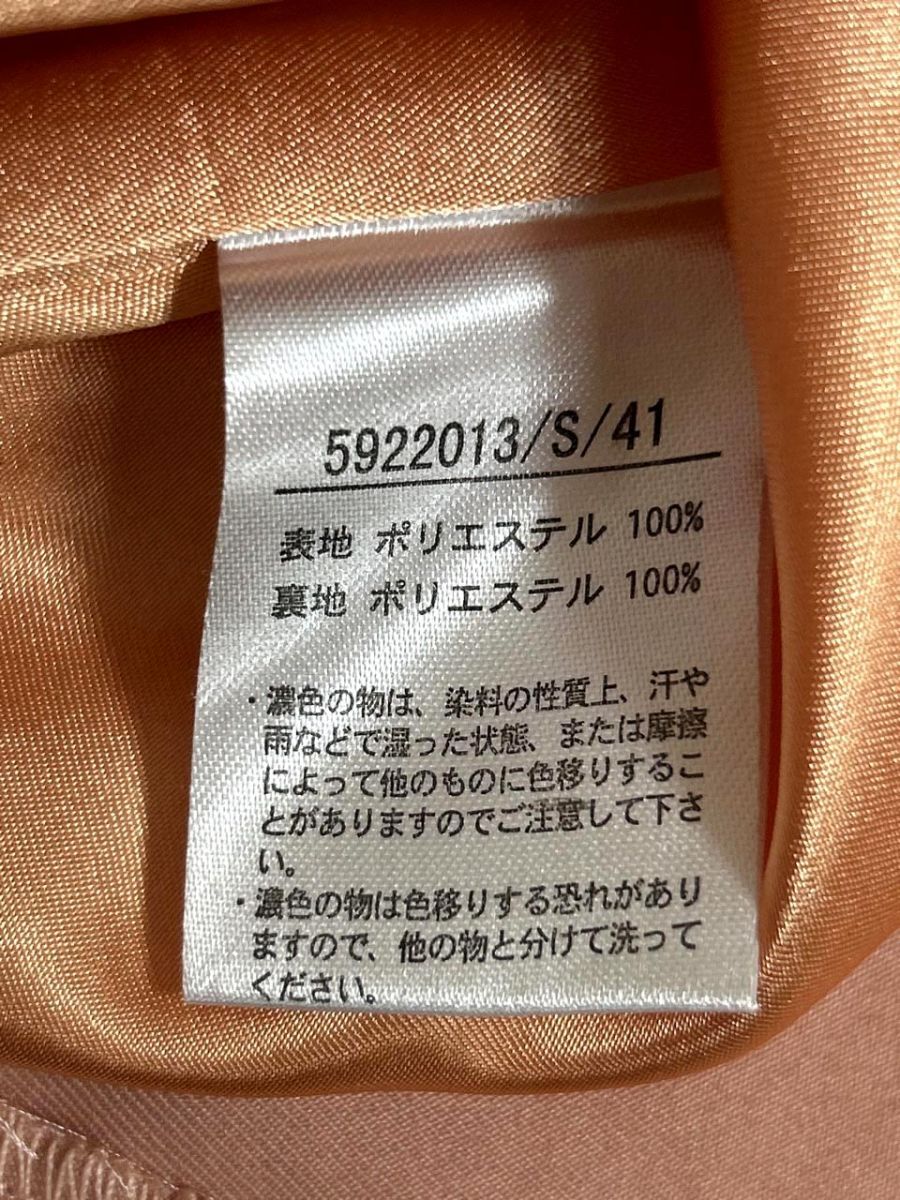 5922013/S/41
表地 ポリエステル 100%
裏地 ポリエステル 100%
・濃色の物は、染料の性質上、汗や
雨などで湿った状態、または摩擦
によって他のものに色移りするこ
とがありますのでご注意して下さ
い。
・濃色の物は色移りする恐れがあり
ますので、他の物と分けて洗って
ください。